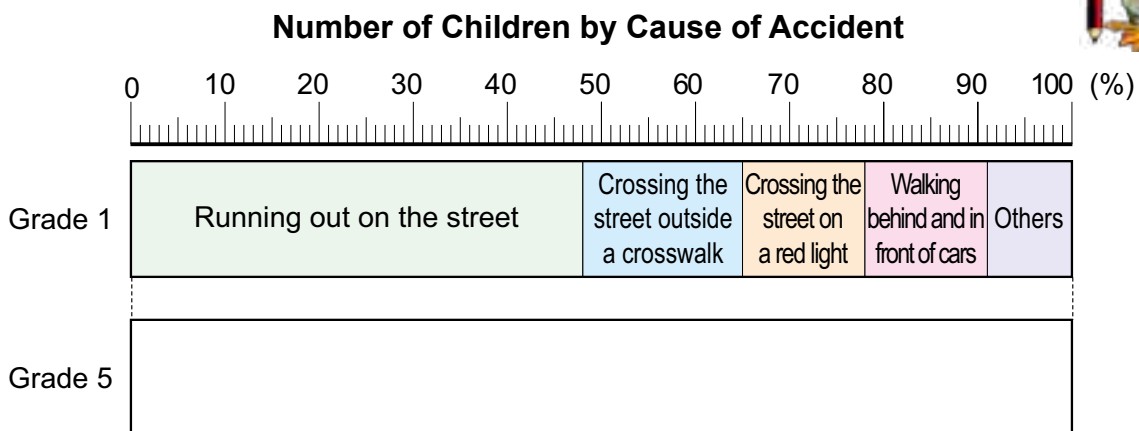 Number of Children by Cause of Accident
0 10 20 30 40 50 60 70 80 90 100 (%)
Grade 1
Running out on the street
Crossing the
street outside
a crosswalk
Crossing the
street on
a red light
Walking
behind and in
front of cars
Others
Grade 5